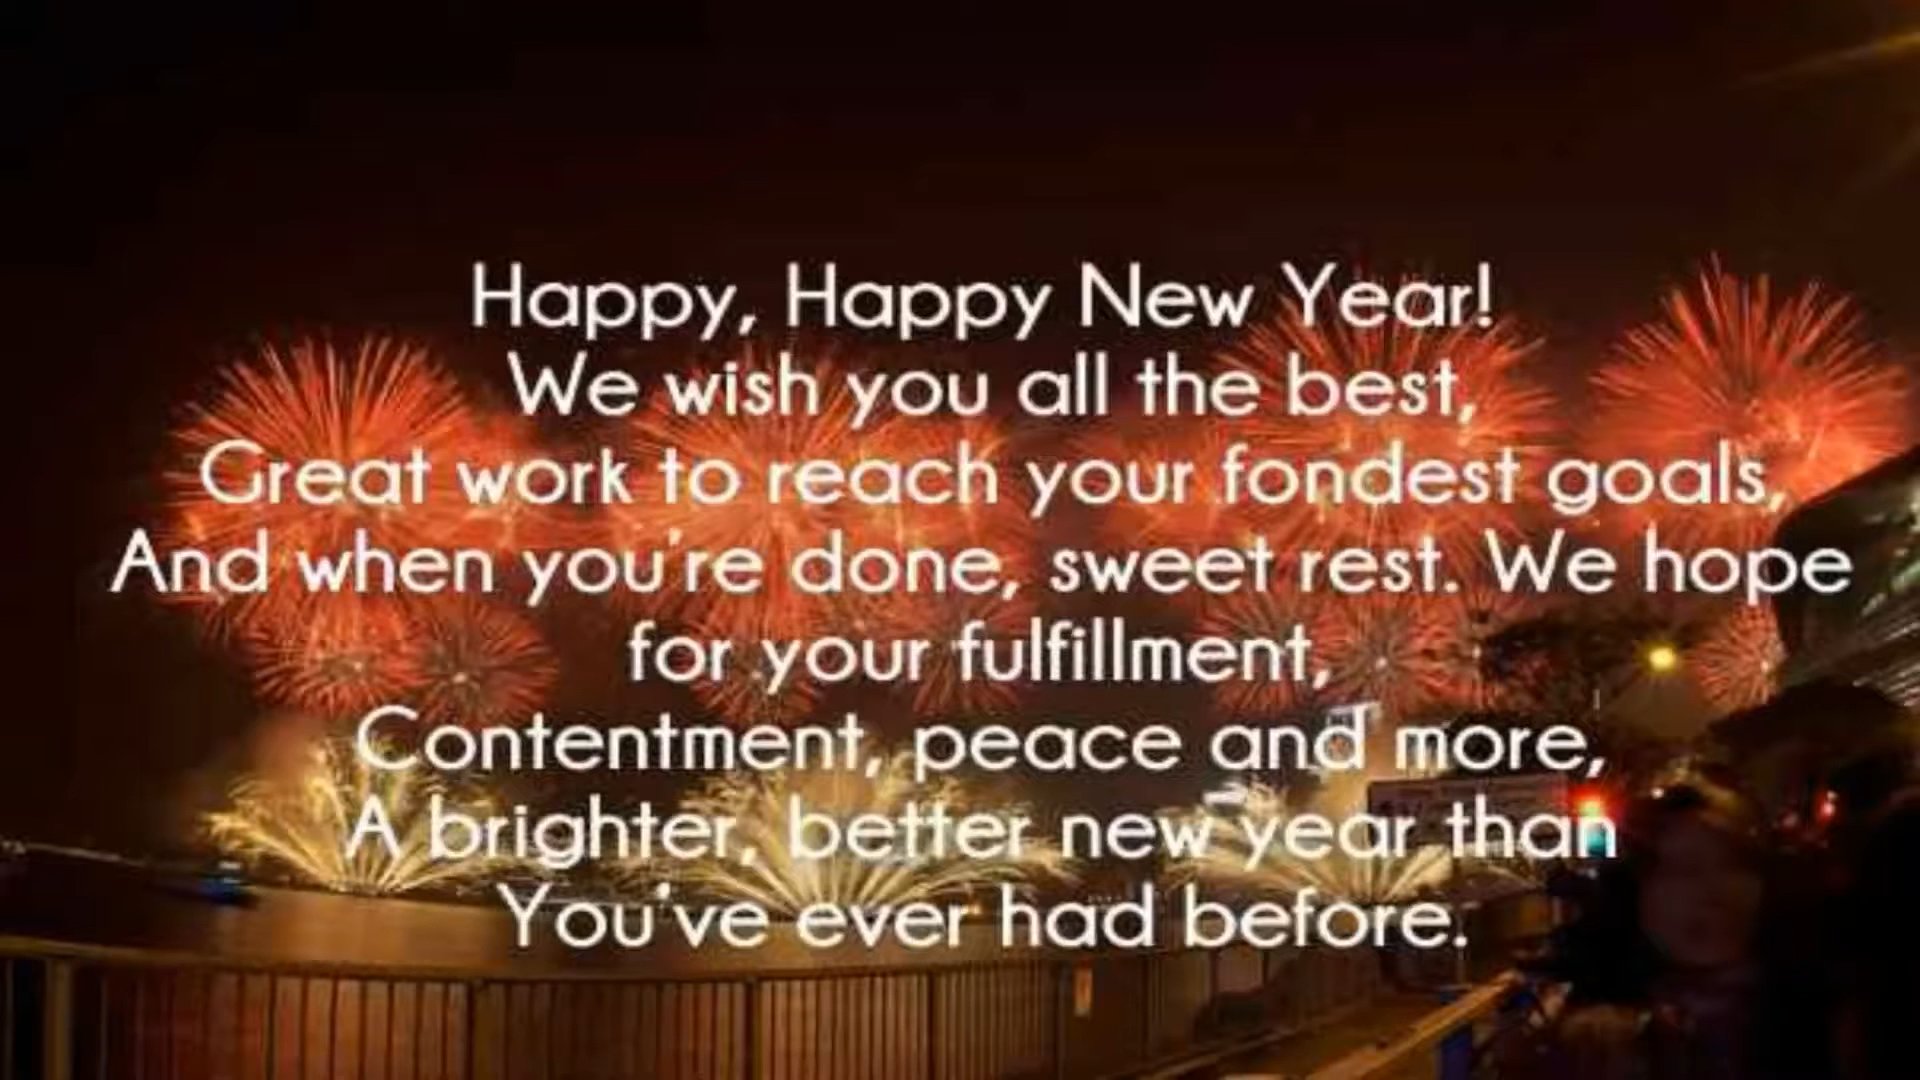 Happy, Happy New Year!
We wish you all the best,
Great work to reach your fondest goals,
And when you're done, sweet rest. We hope
for your fulfillment,
Contentment, peace and more,
A brighter, better new year than
You've ever had before.